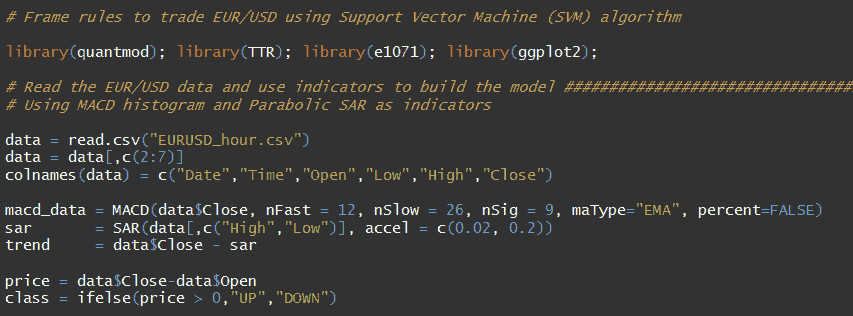 # Frame rules to trade EUR/USD using Support Vector Machine (SVM) algorithm
library(quantmod); library(TTR); library(e1071); library(ggplot2);
# Read the EUR/USD data and use indicators to build the model ################################
# Using MACD histogram and Parabolic SAR as indicators
data = read.csv("EURUSD_hour.csv")
data = data[,c(2:7)]
colnames(data) = c("Date","Time","Open","Low","High","Close")
macd_data = MACD(data$Close, nFast = 12, nSlow = 26, nSig = 9, maType="EMA", percent=FALSE)
sar = SAR(data[,c("High","Low")], accel = c(0.02, 0.2))
trend = data$Close - sar
price = data$Close-data$Open
class = ifelse(price > 0,"UP","DOWN")